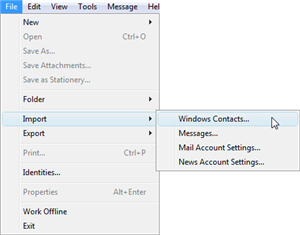 File Edit View Tools Message Hel
New
Open Ctrl+O
Save As...
Save Attachments...
Save as Stationery...
Folder
Import
Export
Print... Ctrl+P
Identities...
Properties Alt+Enter
Work Offline
Exit
Windows Contacts...
Messages...
Mail Account Settings...
News Account Settings...